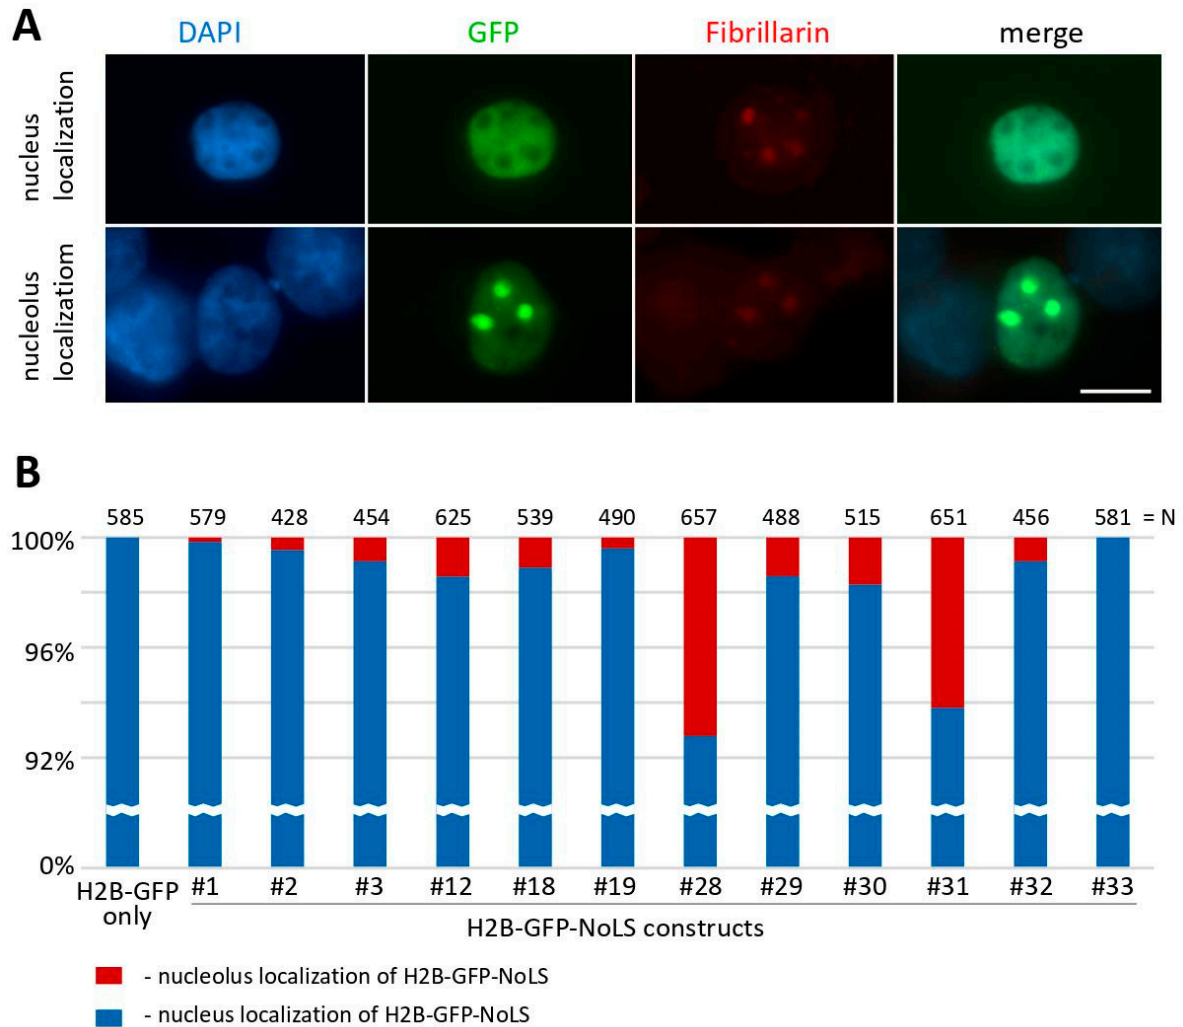 A
DAPI GFP Fibrillarin merge
nucleus
localization
nucleolus
localizatiom
B
585 579 428 454 625 539 490 657 488 515 651 456 581 = N
100%
96%
92%
0%
H2B-GFP
only
#1 #2 #3 #12 #18 #19 #28 #29 #30 #31 #32 #33
H2B-GFP-NoLS constructs
- nucleolus localization of H2B-GFP-NoLS
- nucleus localization of H2B-GFP-NoLS